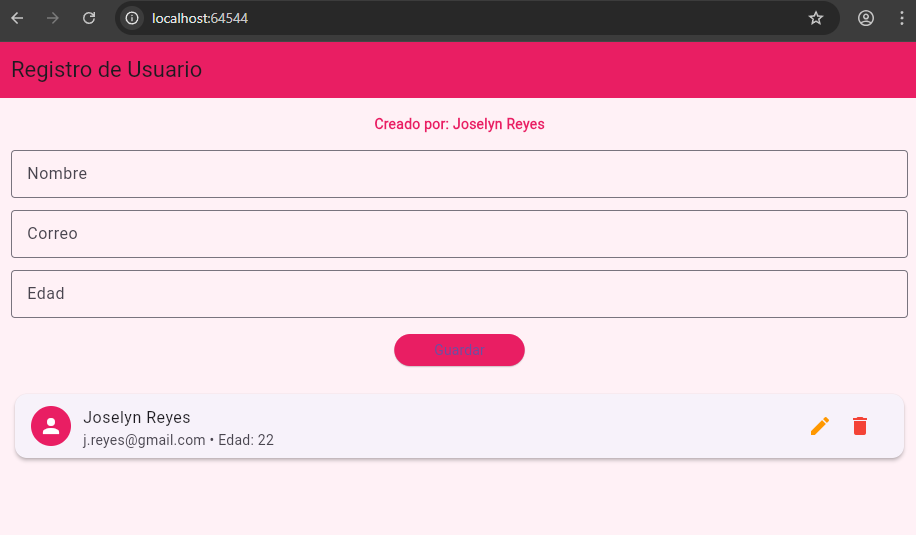 localhost:64544
Registro de Usuario
Creado por: Joselyn Reyes
Nombre
Correo
Edad
Guardar
Joselyn Reyes
j.reyes@gmail.com • Edad: 22